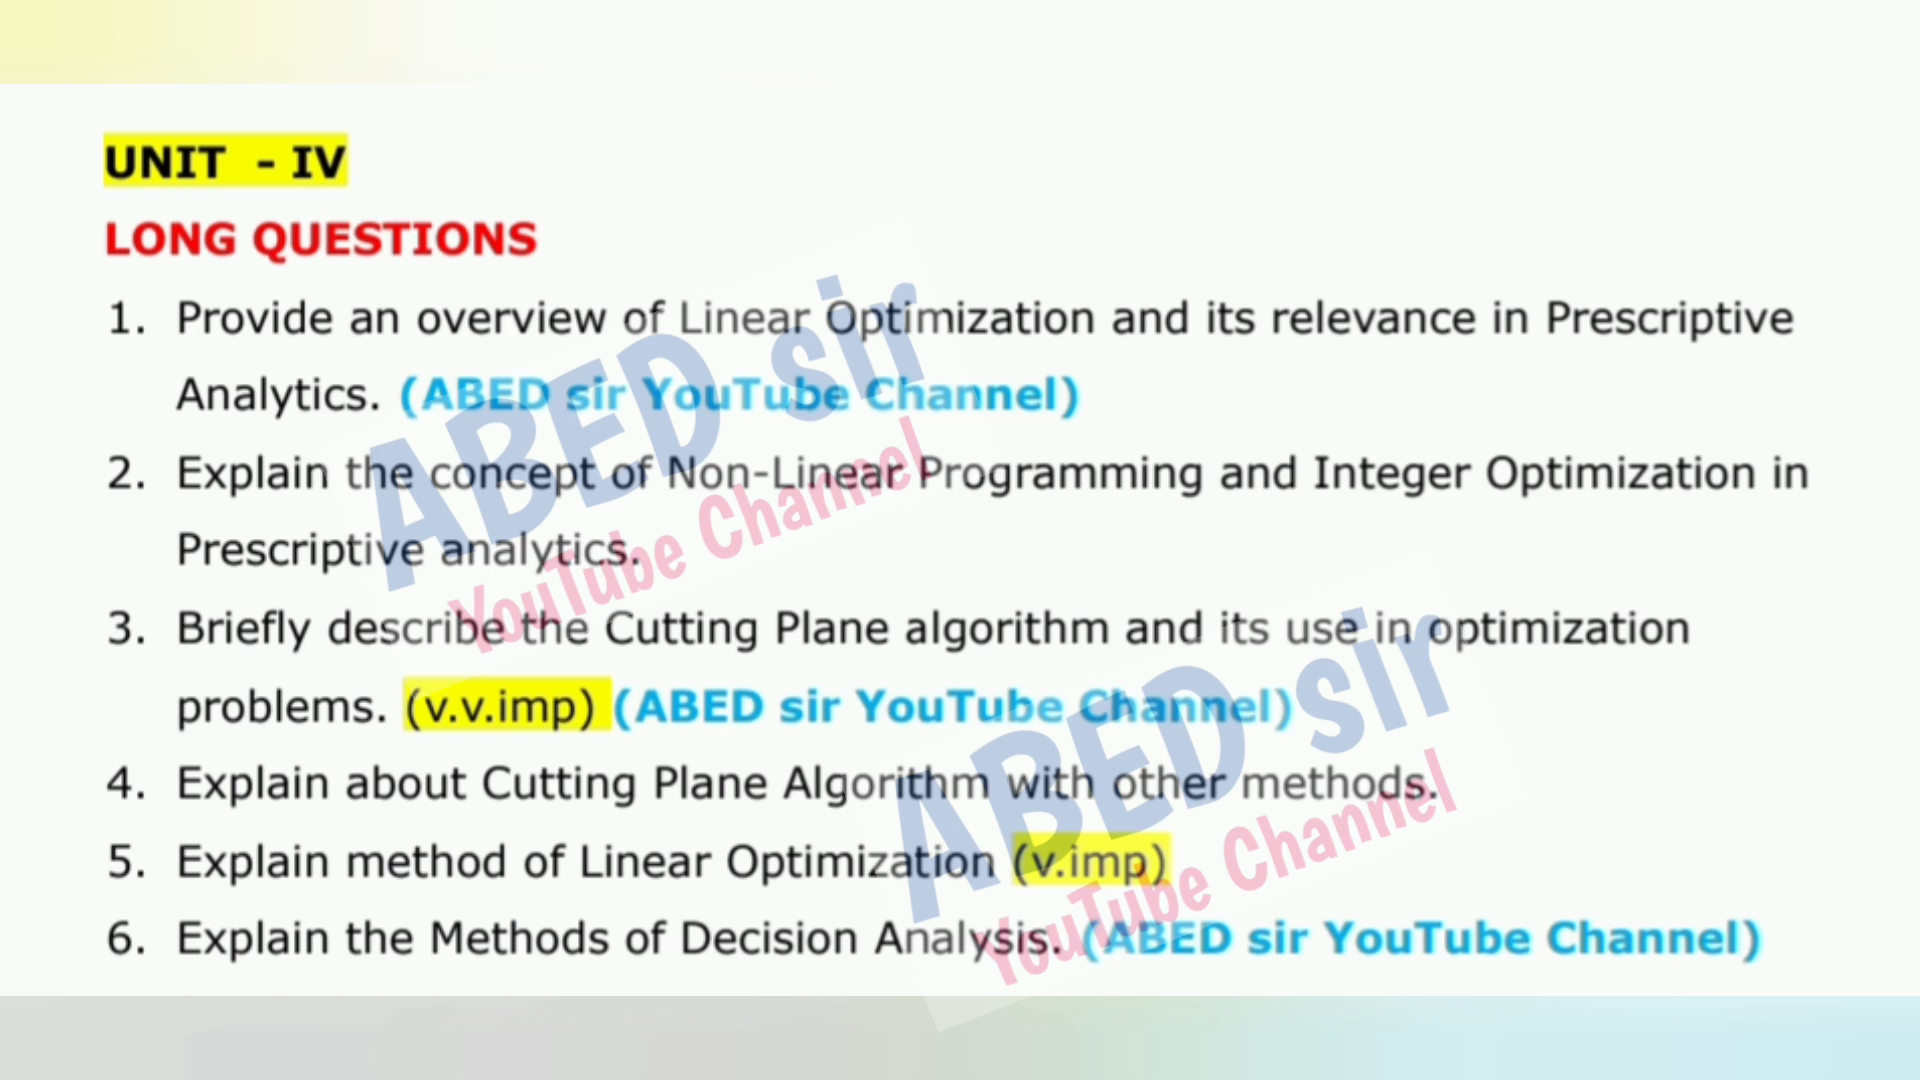 UNIT - IV
LONG QUESTIONS
1. Provide an overview of Linear Optimization and its relevance in Prescriptive
Analytics. (ABED sir YouTube Channel)
2. Explain the concept of Non-Linear Programming and Integer Optimization in
Prescriptive analytics.
3. Briefly describe the Cutting Plane algorithm and its use in optimization
problems. (v.v.imp) (ABED sir YouTube Channel)
4. Explain about Cutting Plane Algorithm with other methods.
5. Explain method of Linear Optimization (v.imp)
6. Explain the Methods of Decision Analysis. (ABED sir YouTube Channel)
ABED sir
YouTube Channel
ABED sir
YouTube Channel